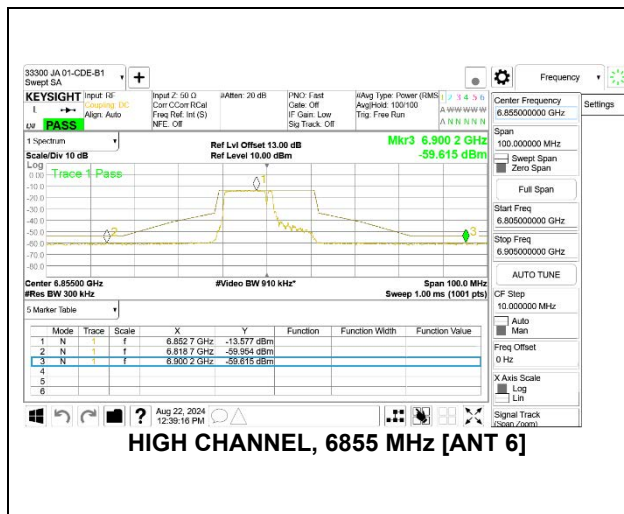 33300 JA 01-CDE-B1
Swept SA
Frequency
KEYSIGHT
Input: RF
Coupling: DC
Align: Auto
Input Z: 50 Ω
Corr CCorr RCal
Freq Ref: Int (S)
NFE: Off
#Atten: 20 dB
PNO: Fast
Gate: Off
IF Gain: Low
Sig Track: Off
#Avg Type: Power (RMS
Avg|Hold: 100/100
Trig: Free Run
1 2 3 4 5 6
A W W W W W
A N N N N N
PASS
Center Frequency
6.855000000 GHz
Settings
Span
100.000000 MHz
Swept Span
Zero Span
Full Span
Start Freq
6.805000000 GHz
Stop Freq
6.905000000 GHz
AUTO TUNE
CF Step
10.000000 MHz
Auto
Man
Freq Offset
0 Hz
X Axis Scale
Log
Lin
Signal Track
(Span Zoom)
1 Spectrum
Scale/Div 10 dB
Ref Lvl Offset 13.00 dB
Ref Level 10.00 dBm
Mkr3 6.900 2 GHz
-59.615 dBm
Log
Trace 1 Pass
0.00
-10.0
-20.0
-30.0
-40.0
-50.0
-60.0
-70.0
-80.0
1
2
3
Center 6.85500 GHz
#Res BW 300 kHz
#Video BW 910 kHz*
Span 100.0 MHz
Sweep 1.00 ms (1001 pts)
5 Marker Table
Mode Trace Scale X Y Function Function Width Function Value
1 N 1 f 6.852 7 GHz -13.577 dBm
2 N 1 f 6.818 7 GHz -59.954 dBm
3 N 1 f 6.900 2 GHz -59.615 dBm
4
5
6
?
Aug 22, 2024
12:39:16 PM
HIGH CHANNEL, 6855 MHz [ANT 6]